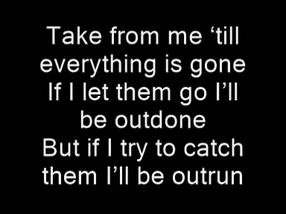 Take from me ‘till
everything is gone
If I let them go I’ll
be outdone
But if I try to catch
them I’ll be outrun